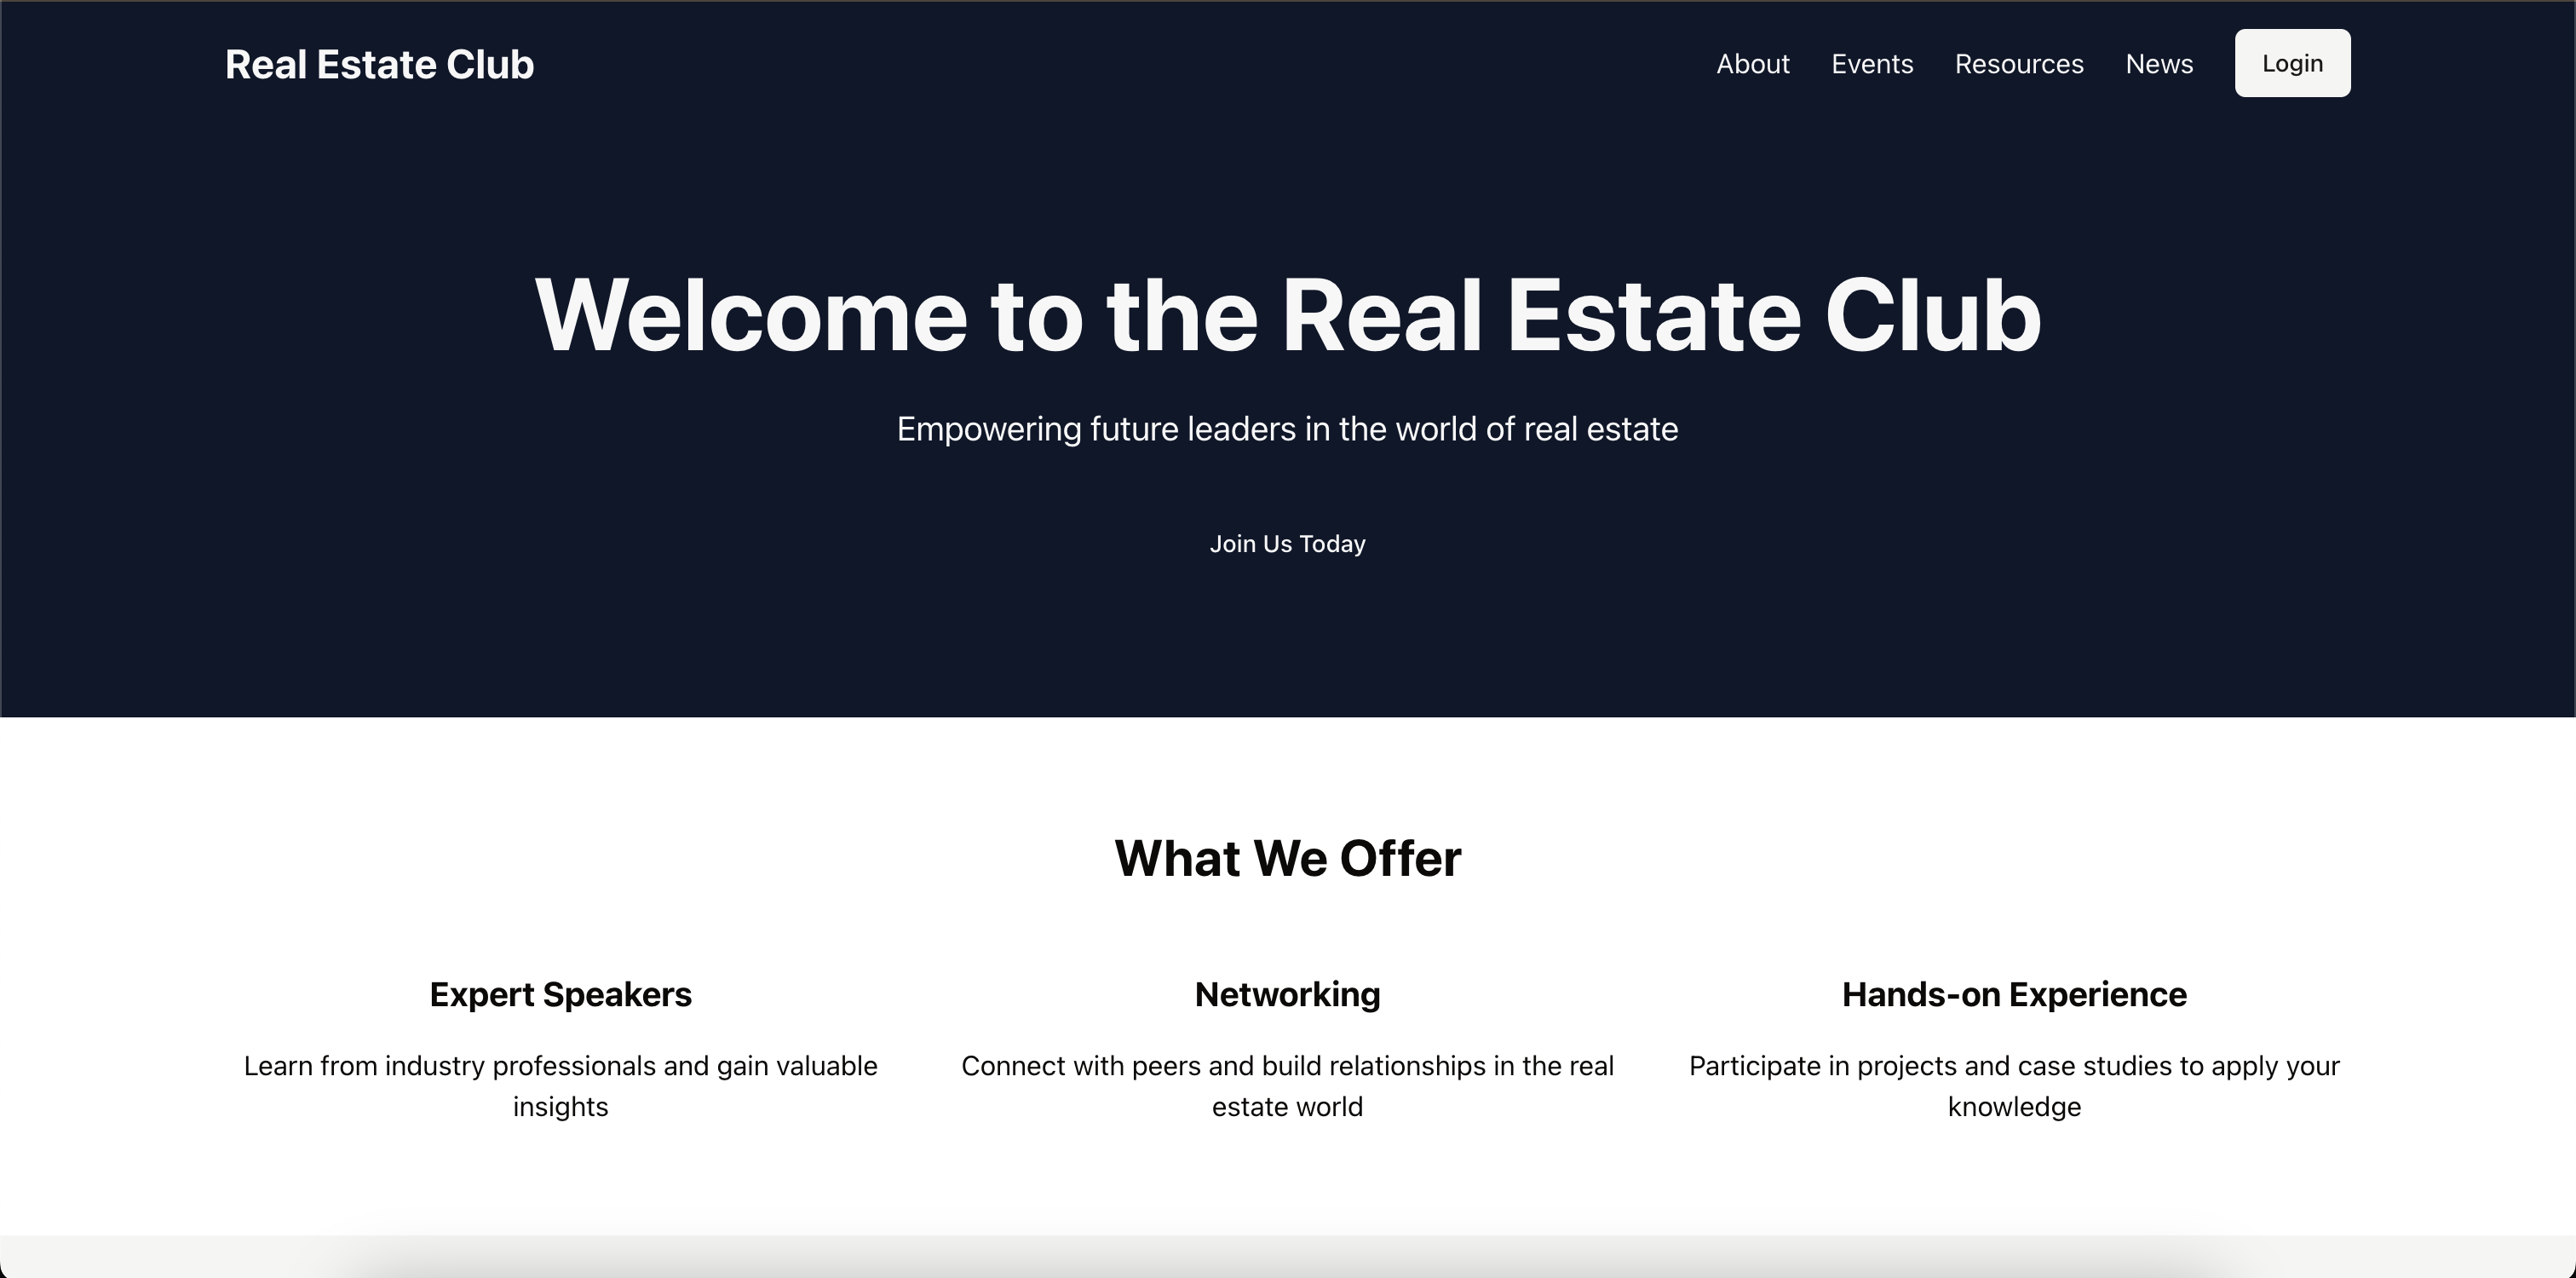 Real Estate Club
About Events Resources News Login
Welcome to the Real Estate Club
Empowering future leaders in the world of real estate
Join Us Today
What We Offer
Expert Speakers
Learn from industry professionals and gain valuable
insights
Networking
Connect with peers and build relationships in the real
estate world
Hands-on Experience
Participate in projects and case studies to apply your
knowledge